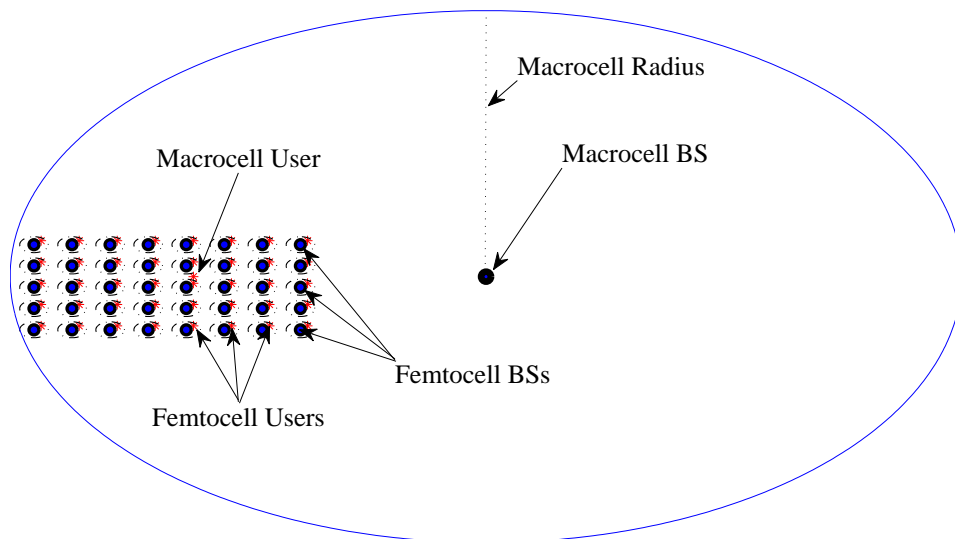 Macrocell Radius
Macrocell BS
Macrocell User
Femtocell BSs
Femtocell Users